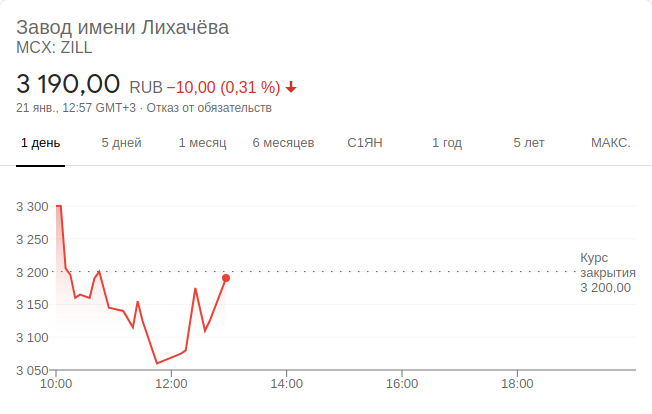 Завод имени Лихачёва
MCX: ZILL
3 190,00 RUB −10,00 (0,31 %)
21 янв., 12:57 GMT+3 · Отказ от обязательств
1 день 5 дней 1 месяц 6 месяцев С1ЯН 1 год 5 лет МАКС.
3 300
3 250
3 200
3 150
3 100
3 050
Курс
закрытия
3 200,00
10:00 12:00 14:00 16:00 18:00